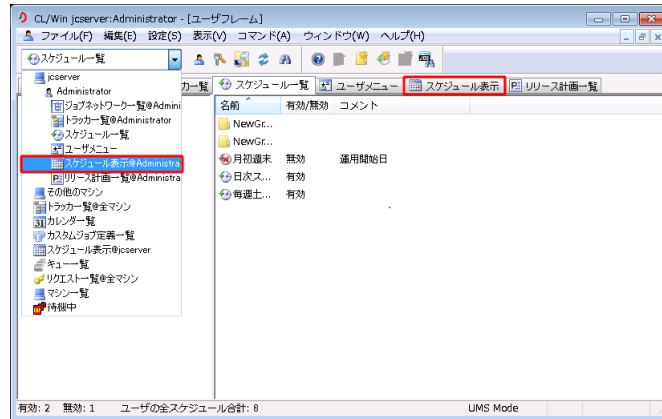 CL/Win jcserver:Administrator - [ユーザフレーム]
ファイル(F) 編集(E) 設定(S) 表示(V) コマンド(A) ウィンドウ(W) ヘルプ(H)
スケジュール一覧
jcserver
Administrator
ジョブネットワーク一覧@Admini
トラッカ一覧@Administrator
スケジュール一覧
ユーザメニュー
スケジュール表示@Administra
リリース計画一覧@Administra
その他のマシン
トラッカ一覧@全マシン
カレンダ一覧
カスタムジョブ定義一覧
スケジュール表示@jcserver
キュー一覧
リクエスト一覧@全マシン
マシン一覧
待機中
カ一覧 スケジュール一覧 ユーザメニュー スケジュール表示 リリース計画一覧
名前 有効/無効 コメント
NewGr...
NewGr...
月初週末 無効 運用開始日
日次ス... 有効
毎週土... 有効
有効: 2 無効: 1 ユーザの全スケジュール合計: 8 UMS Mode